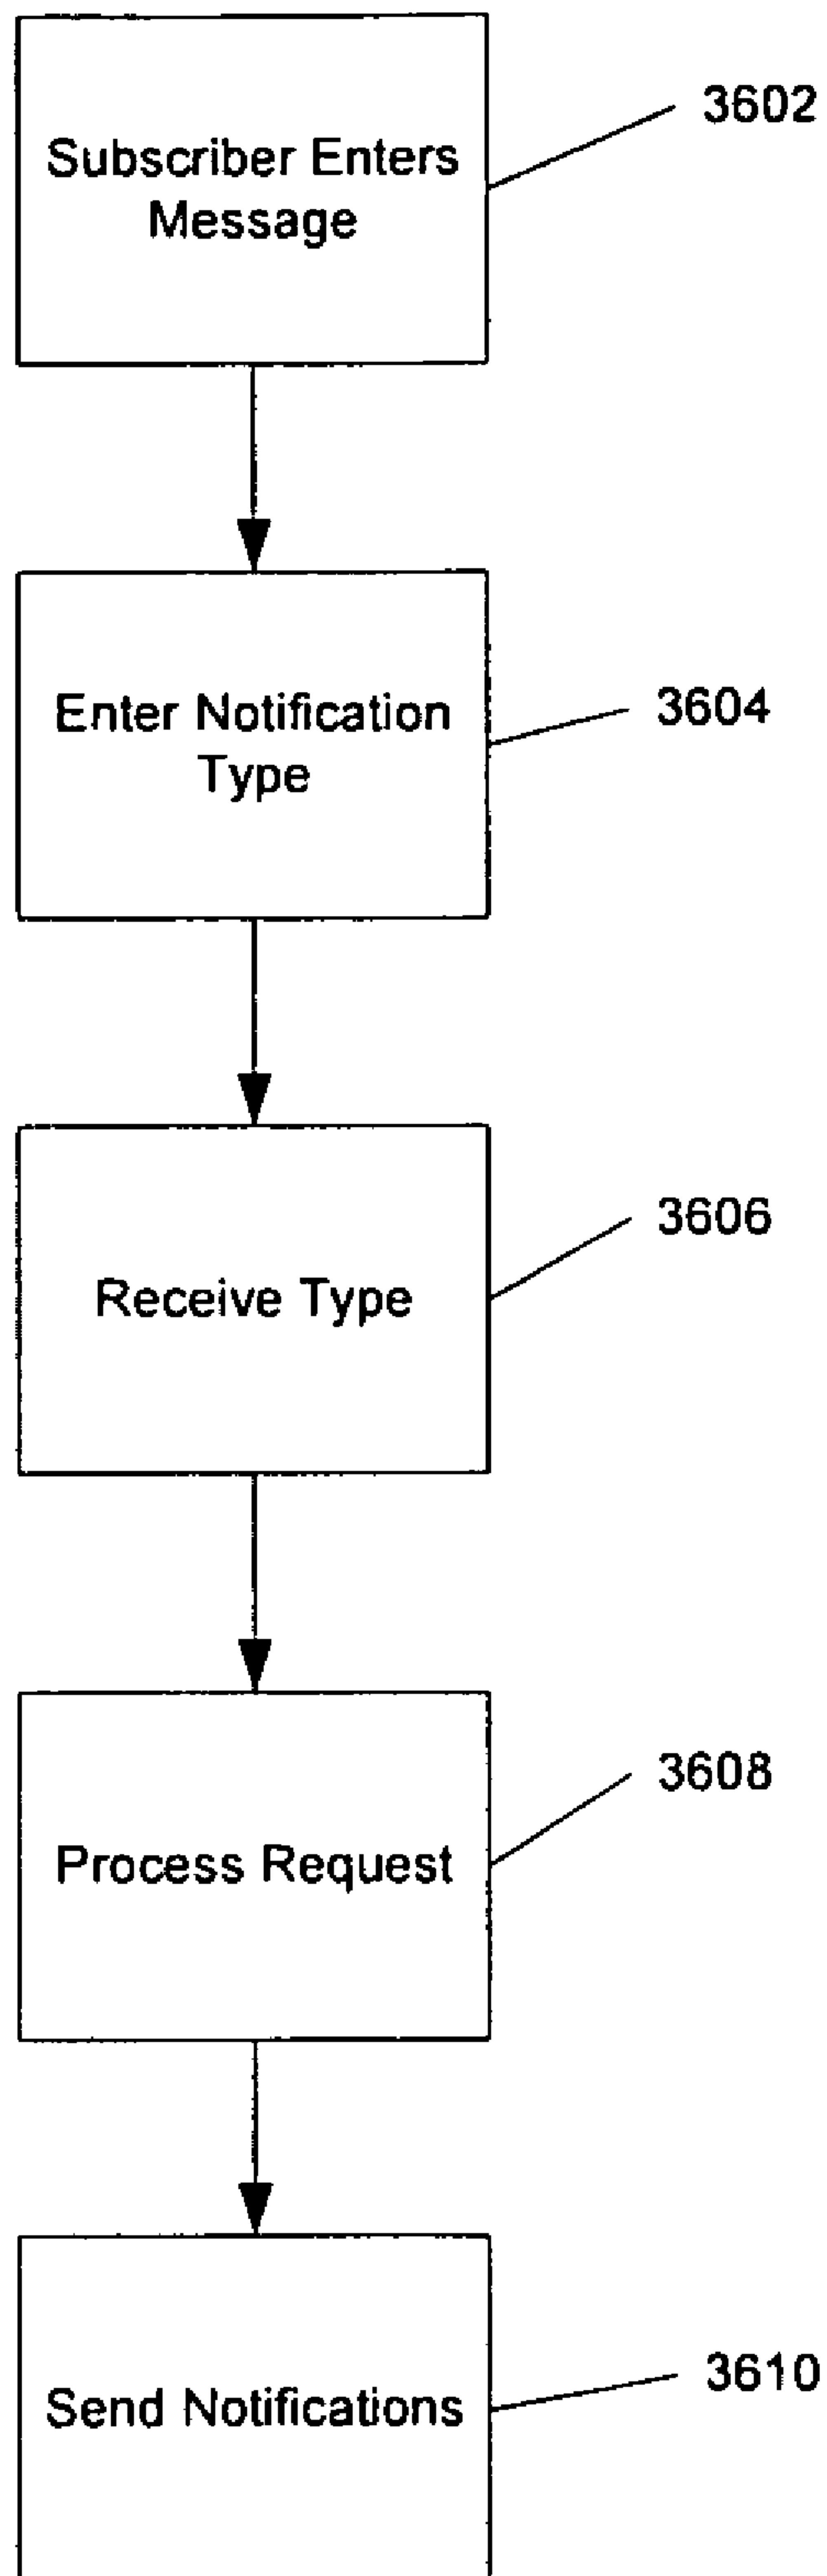 Subscriber Enters
Message
3602
Enter Notification
Type
3604
Receive Type
3606
Process Request
3608
Send Notifications
3610